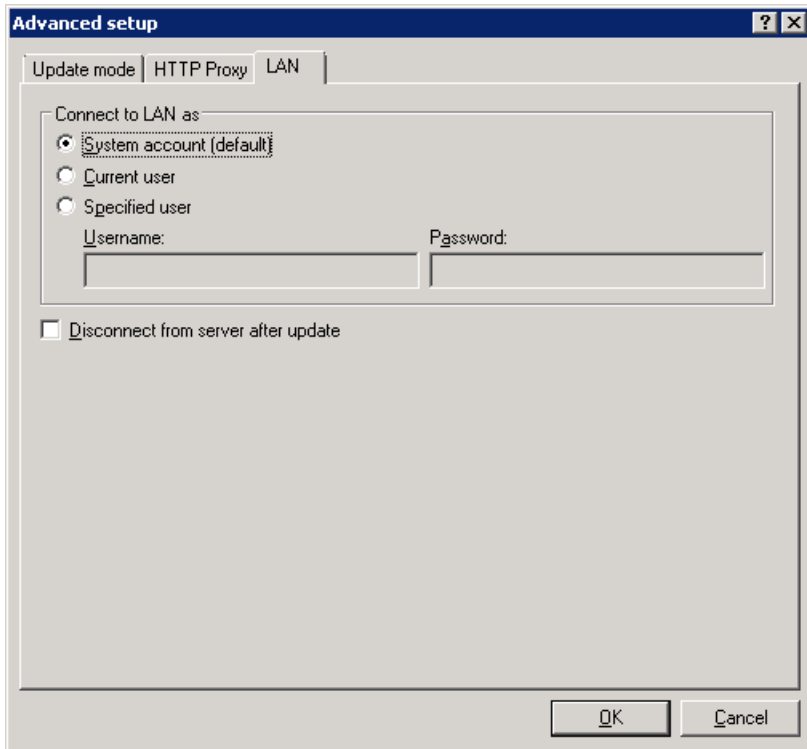 Advanced setup
Update mode HTTP Proxy LAN
Connect to LAN as
System account (default)
Current user
Specified user
Username: Password:
Disconnect from server after update
OK Cancel